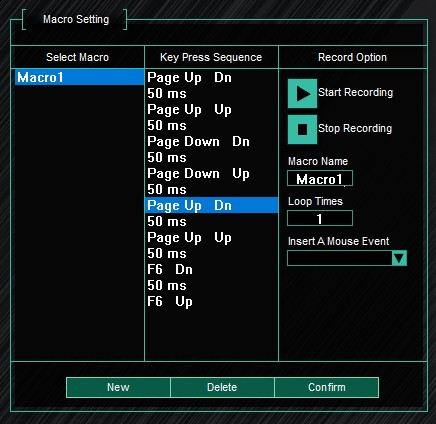 Macro Setting
Select Macro
Key Press Sequence
Record Option
Macro1
Page Up Dn
50 ms
Page Up Up
50 ms
Page Down Dn
50 ms
Page Down Up
50 ms
Page Up Dn
50 ms
Page Up Up
50 ms
F6 Dn
50 ms
F6 Up
Start Recording
Stop Recording
Macro Name
Macro1
Loop Times
1
Insert A Mouse Event
New
Delete
Confirm